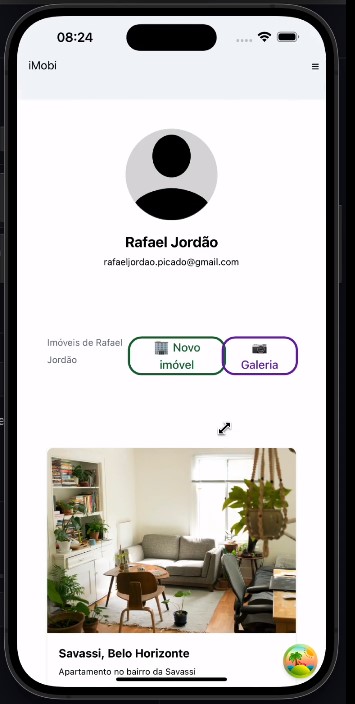 08:24
iMobi
Rafael Jordão
rafaeljordao.picado@gmail.com
Imóveis de Rafael
Jordão
Novo
imóvel
Galeria
Savassi, Belo Horizonte
Apartamento no bairro da Savassi